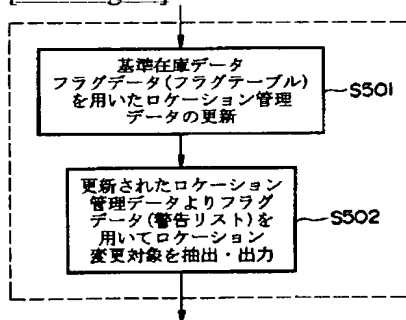 基準在庫データ
フラグデータ(フラグテーブル)
を用いたロケーション管理
データの更新
S501
更新されたロケーション
管理データよりフラグ
データ(警告リスト)を
用いてロケーション
変更対象を抽出・出力
S502